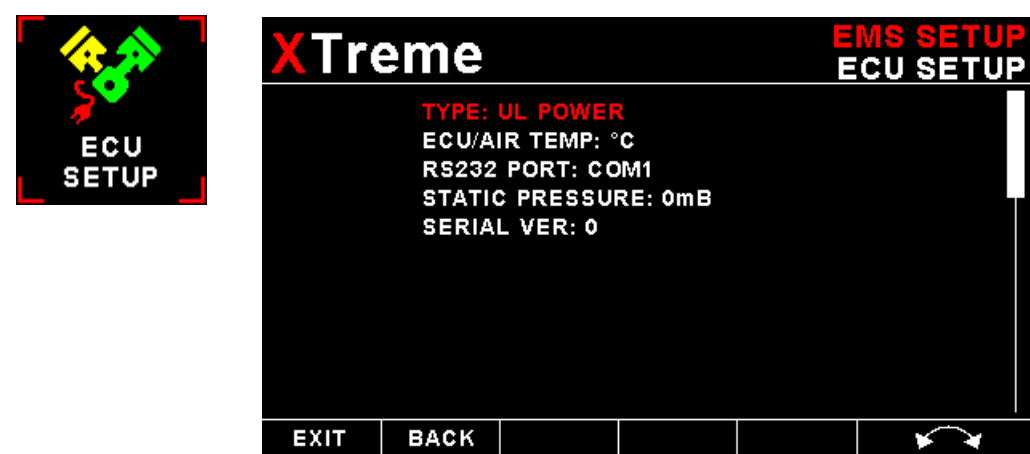 ECU
SETUP
XTreme
EMS SETUP
ECU SETUP
TYPE: UL POWER
ECU/AIR TEMP: °C
RS232 PORT: COM1
STATIC PRESSURE: 0mB
SERIAL VER: 0
EXIT BACK